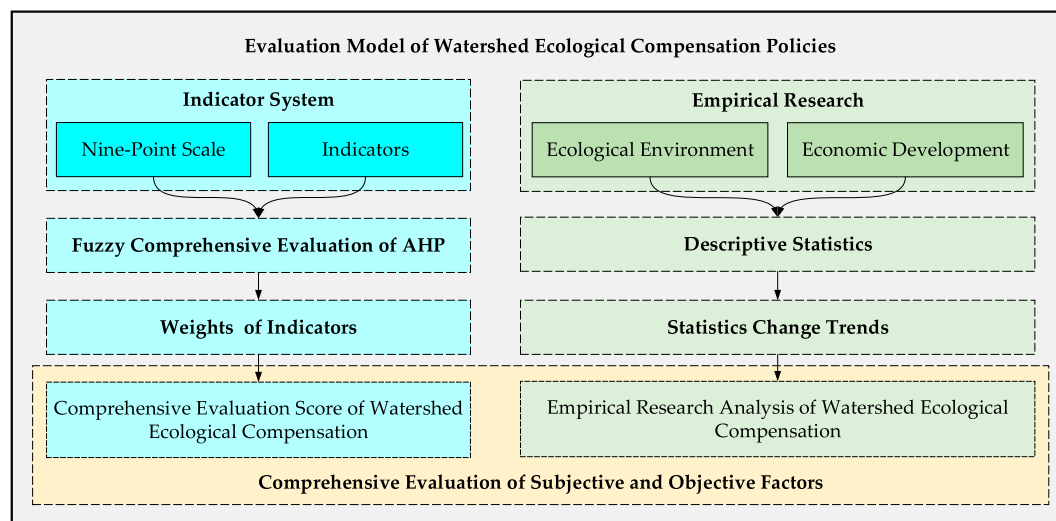 Evaluation Model of Watershed Ecological Compensation Policies
Indicator System
Nine-Point Scale
Indicators
Fuzzy Comprehensive Evaluation of AHP
Weights of Indicators
Comprehensive Evaluation Score of Watershed
Ecological Compensation
Empirical Research
Ecological Environment
Economic Development
Descriptive Statistics
Statistics Change Trends
Empirical Research Analysis of Watershed Ecological
Compensation
Comprehensive Evaluation of Subjective and Objective Factors